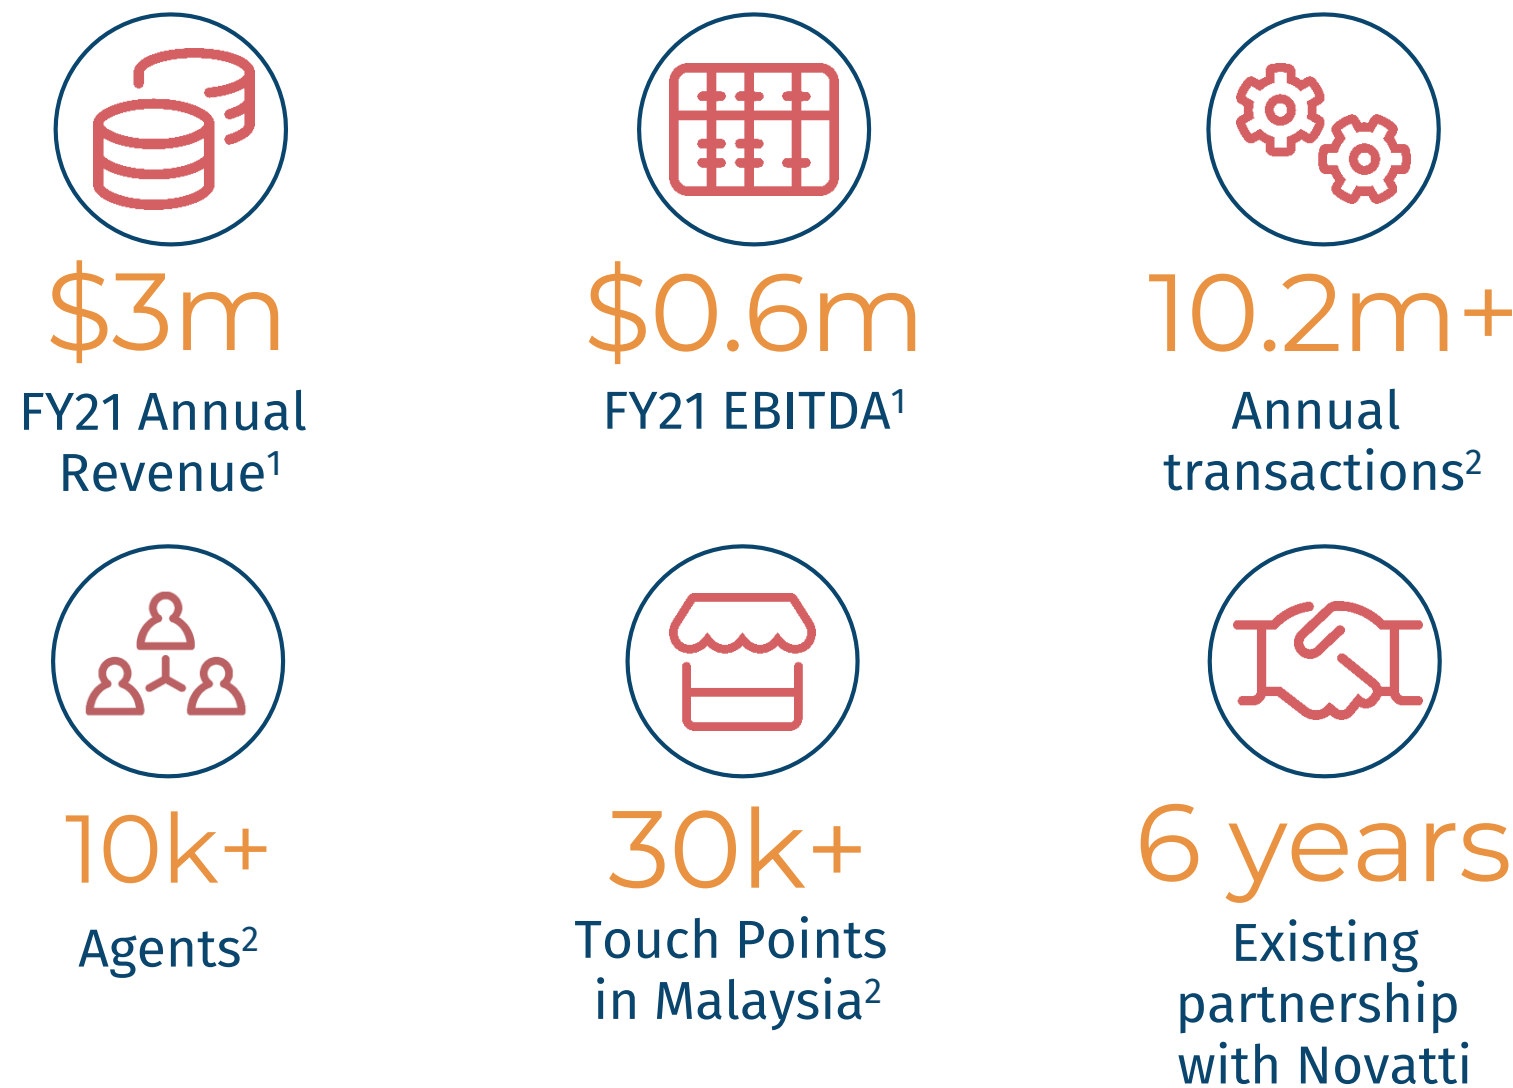 $3m
FY21 Annual
Revenue¹
$0.6m
FY21 EBITDA¹
10.2m+
Annual
transactions²
10k+
Agents²
30k+
Touch Points
in Malaysia²
6 years
Existing
partnership
with Novatti